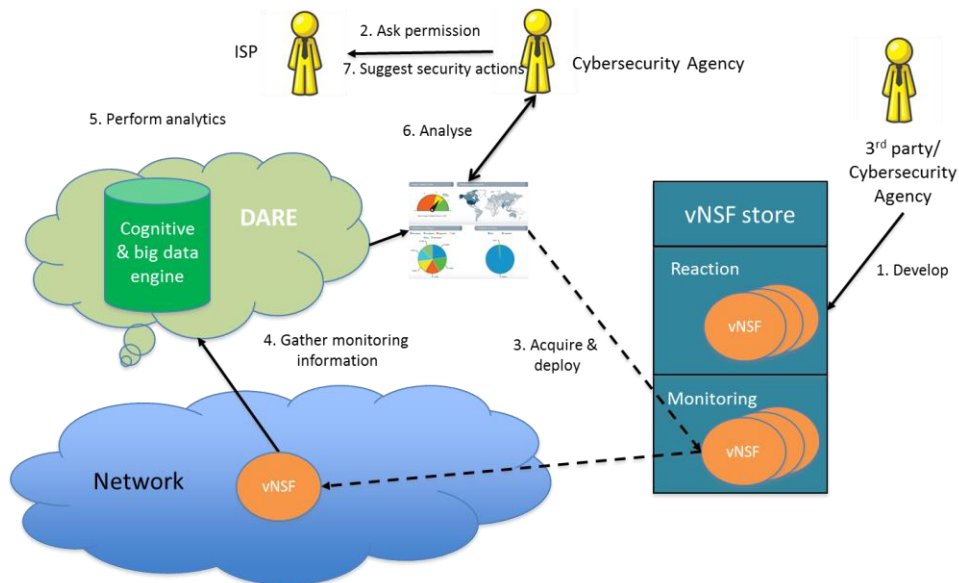 2. Ask permission
ISP
7. Suggest security actions
Cybersecurity Agency
5. Perform analytics
6. Analyse
3rd party/
Cybersecurity
Agency
DARE
Cognitive
& big data
engine
vNSF store
1. Develop
Reaction
vNSF
4. Gather monitoring
information
3. Acquire &
deploy
Monitoring
vNSF
Network
vNSF